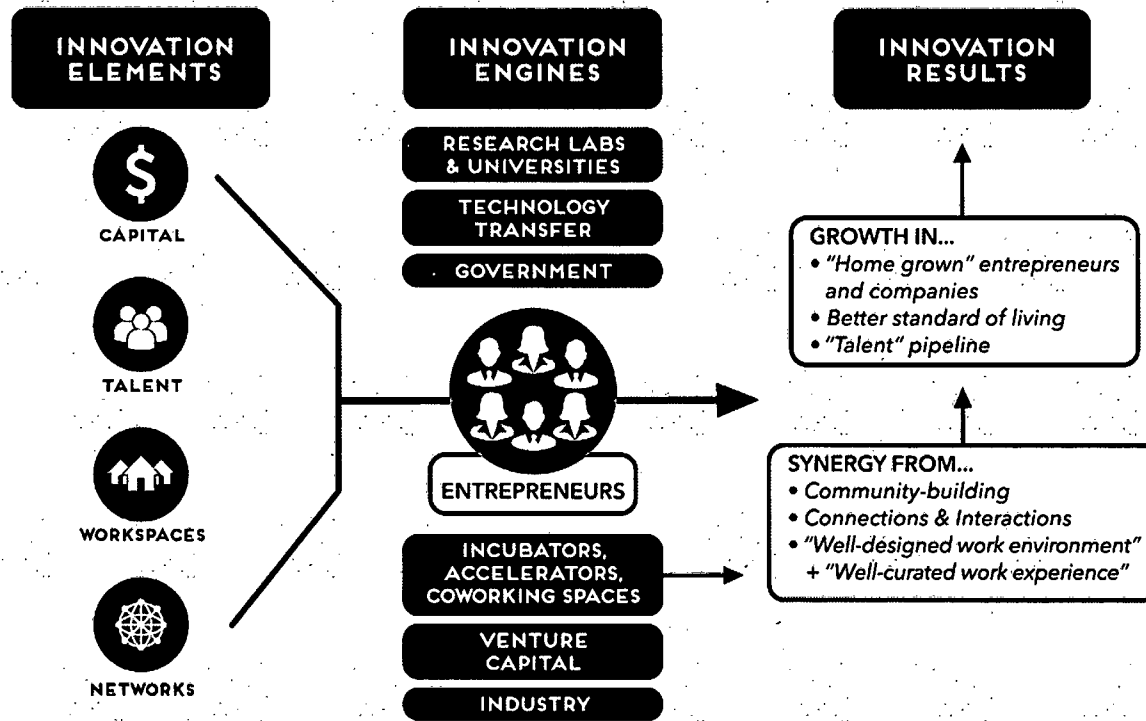 INNOVATION
ELEMENTS
$
CAPITAL
TALENT
WORKSPACES
NETWORKS
INNOVATION
ENGINES
RESEARCH LABS
& UNIVERSITIES
TECHNOLOGY
TRANSFER
GOVERNMENT
ENTREPRENEURS
INCUBATORS,
ACCELERATORS,
COWORKING SPACES
VENTURE
CAPITAL
INDUSTRY
INNOVATION
RESULTS
GROWTH IN...
• "Home grown" entrepreneurs
and companies
• Better standard of living
• "Talent" pipeline
SYNERGY FROM...
• Community-building
• Connections & Interactions
• "Well-designed work environment"
+ "Well-curated work experience"